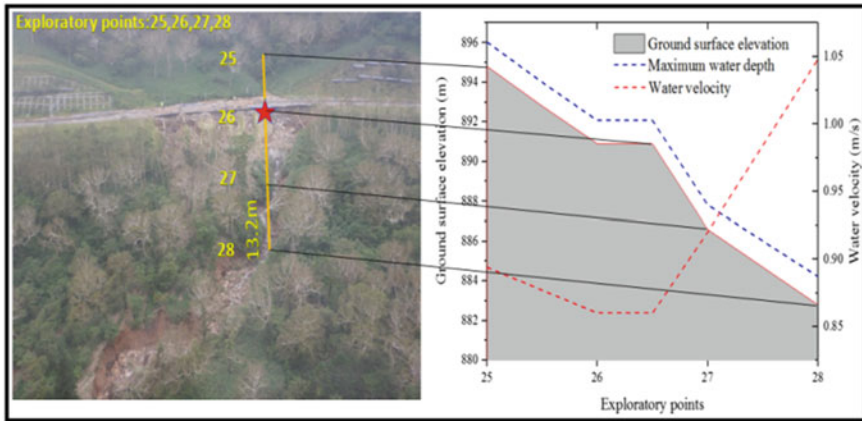 Exploratory points:25,26,27,28
25
26
27
28
13.2m
Ground surface elevation (m)
896
894
892
890
888
886
884
882
880
Ground surface elevation
Maximum water depth
Water velocity
1.05
1.00
0.95
0.90
0.85
Water velocity (m/s)
25
26
27
28
Exploratory points